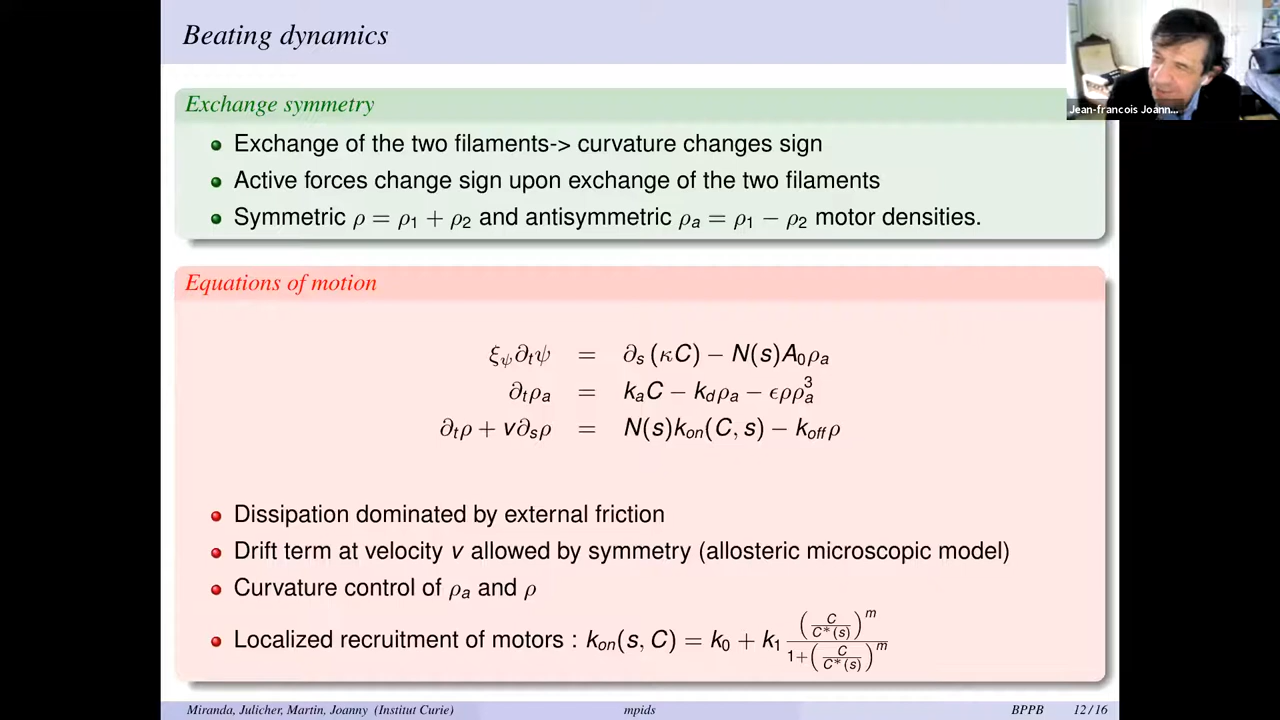 Beating dynamics
Jean-francois Joann...
Exchange symmetry
Exchange of the two filaments-> curvature changes sign
Active forces change sign upon exchange of the two filaments
Symmetric ρ = ρ₁ + ρ₂ and antisymmetric ρₐ = ρ₁ − ρ₂ motor densities.
Equations of motion
ξ_ψ ∂ₜψ = ∂ₛ (κC) − N(s)A₀ρₐ
∂ₜρₐ = kₐC − k_dρₐ − ϵρρₐ³
∂ₜρ + v∂ₛρ = N(s)k_on(C, s) − k_offρ
Dissipation dominated by external friction
Drift term at velocity v allowed by symmetry (allosteric microscopic model)
Curvature control of ρₐ and ρ
Localized recruitment of motors : k_on(s, C) = k₀ + k₁ (C/C*(s))^m / 1+(C/C*(s))^m
Miranda, Julicher, Martin, Joanny (Institut Curie) mpids BPPB 12/16